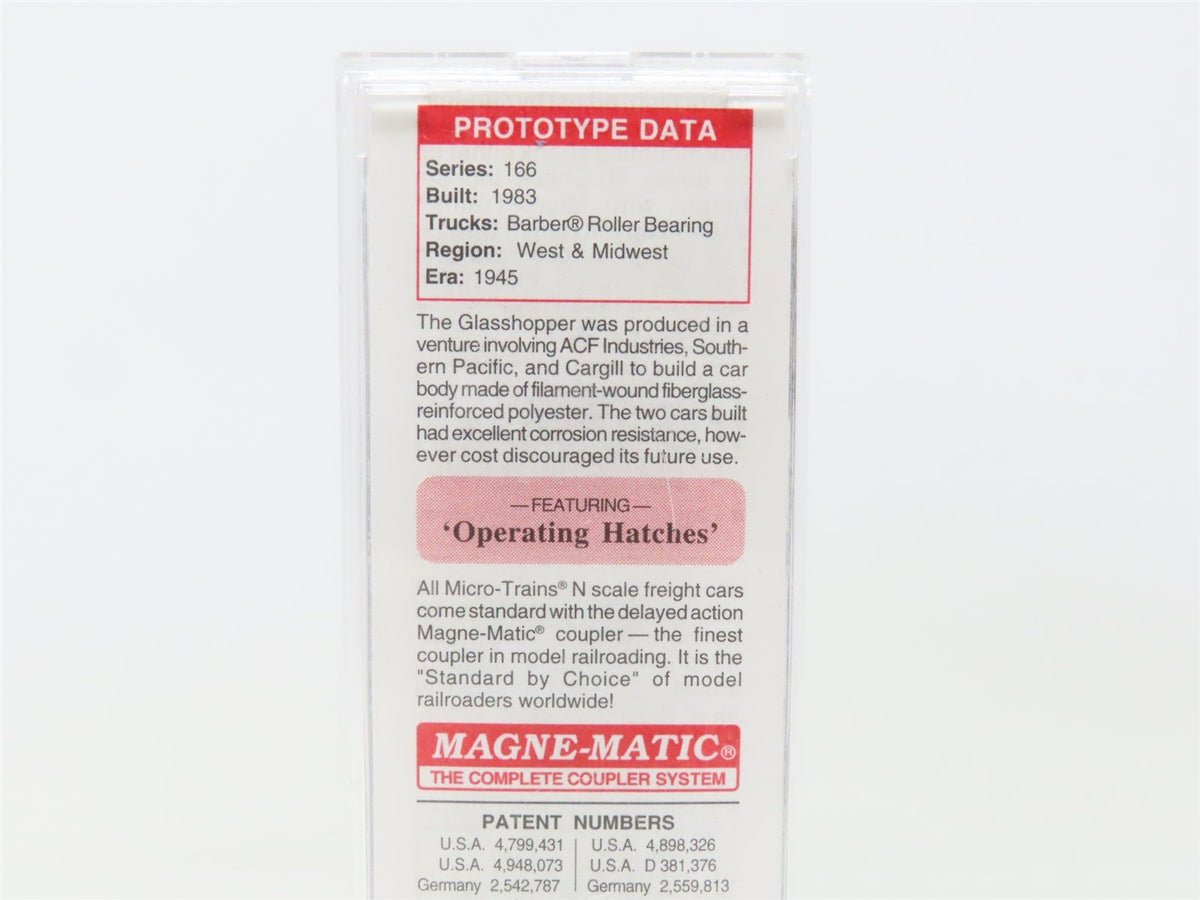 PROTOTYPE DATA
Series: 166
Built: 1983
Trucks: Barber® Roller Bearing
Region: West & Midwest
Era: 1945
The Glasshopper was produced in a
venture involving ACF Industries, South-
ern Pacific, and Cargill to build a car
body made of filament-wound fiberglass-
reinforced polyester. The two cars built
had excellent corrosion resistance, how-
ever cost discouraged its future use.
—FEATURING—
'Operating Hatches'
All Micro-Trains® N scale freight cars
come standard with the delayed action
Magne-Matic® coupler — the finest
coupler in model railroading. It is the
"Standard by Choice" of model
railroaders worldwide!
MAGNE-MATIC®
THE COMPLETE COUPLER SYSTEM
PATENT NUMBERS
U.S.A. 4,799,431 U.S.A. 4,898,326
U.S.A. 4,948,073 U.S.A. D 381,376
Germany 2,542,787 Germany 2,559,813